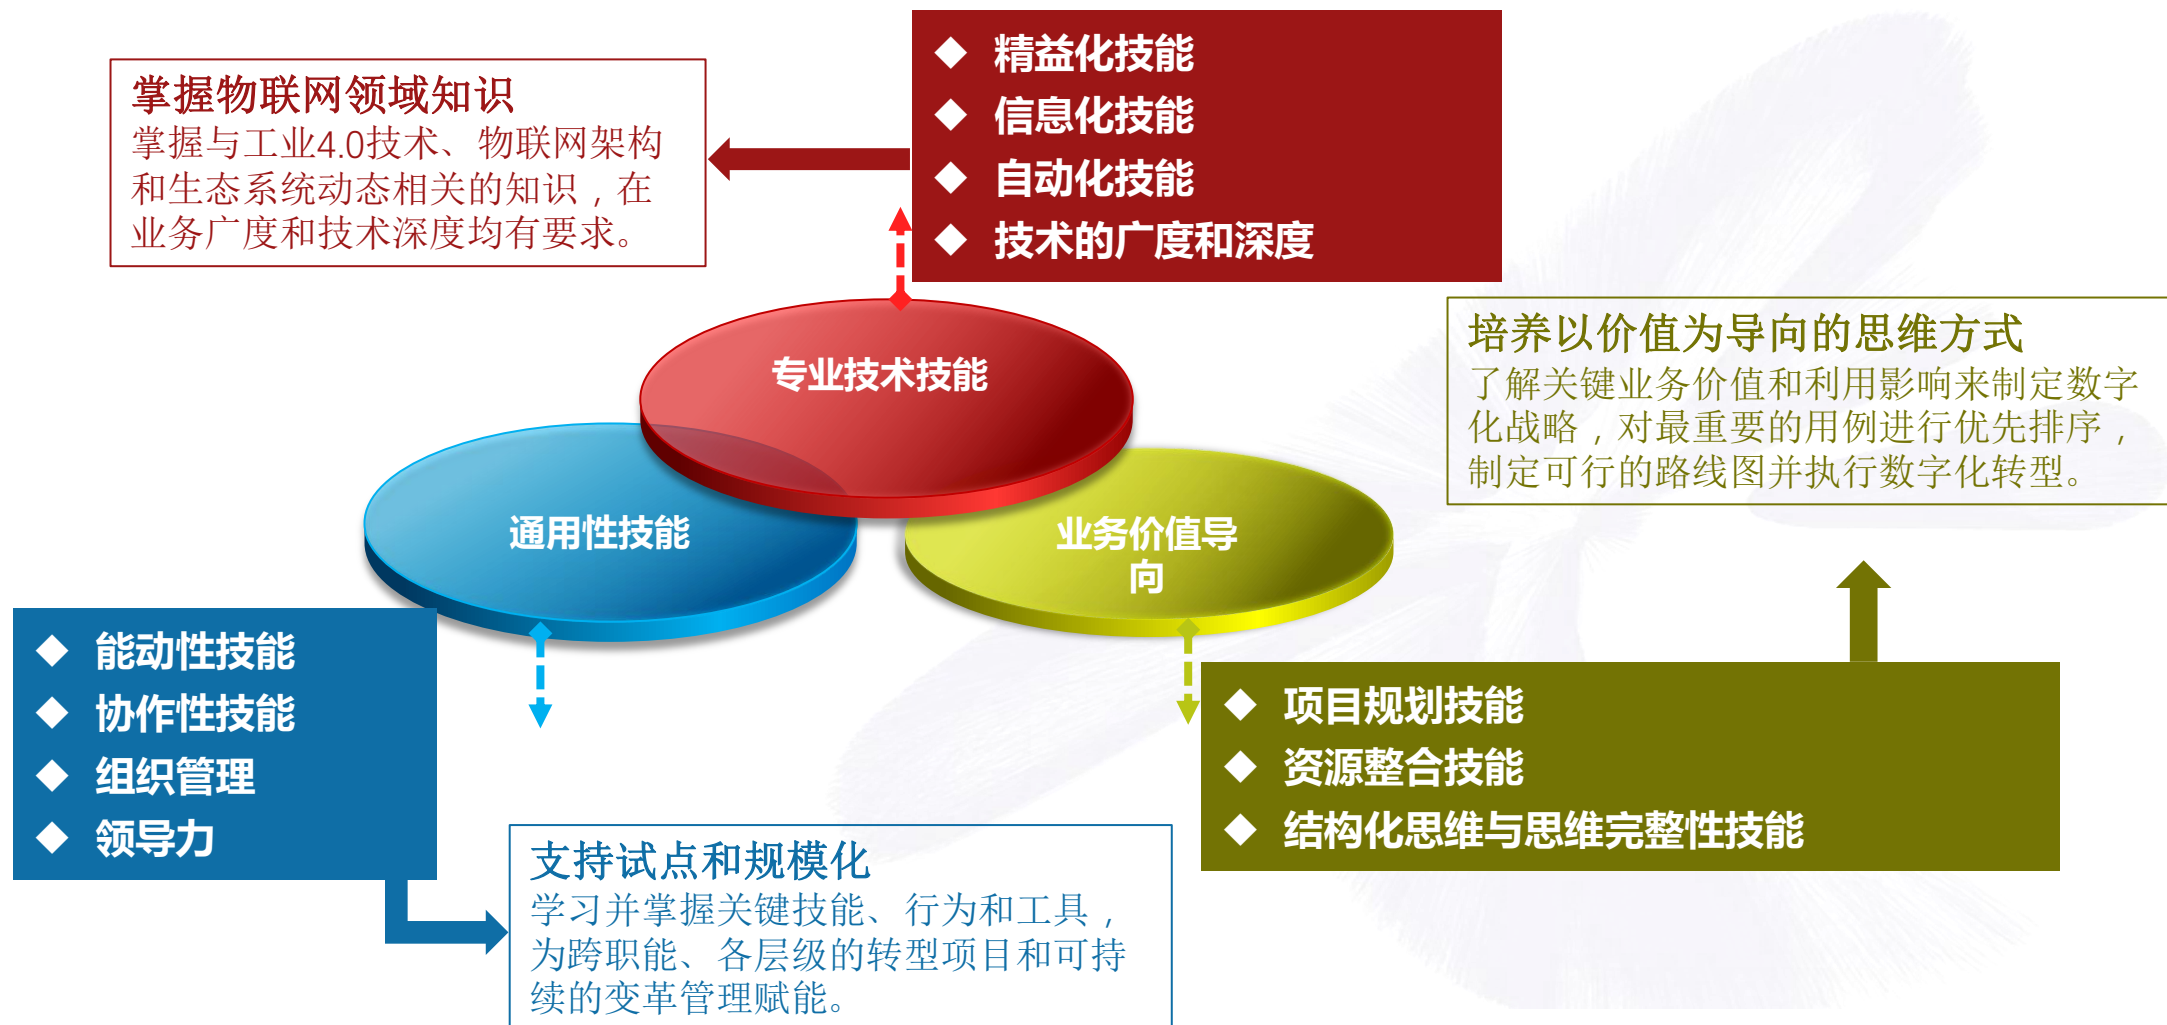 精益化技能
信息化技能
自动化技能
技术的广度和深度
掌握物联网领域知识
掌握与工业4.0技术、物联网架构
和生态系统动态相关的知识，在
业务广度和技术深度均有要求。
培养以价值为导向的思维方式
了解关键业务价值和利用影响来制定数字
化战略，对最重要的用例进行优先排序，
制定可行的路线图并执行数字化转型。
专业技术技能
通用性技能
业务价值导
向
能动性技能
协作性技能
组织管理
领导力
项目规划技能
资源整合技能
结构化思维与思维完整性技能
支持试点和规模化
学习并掌握关键技能、行为和工具，
为跨职能、各层级的转型项目和可持
续的变革管理赋能。